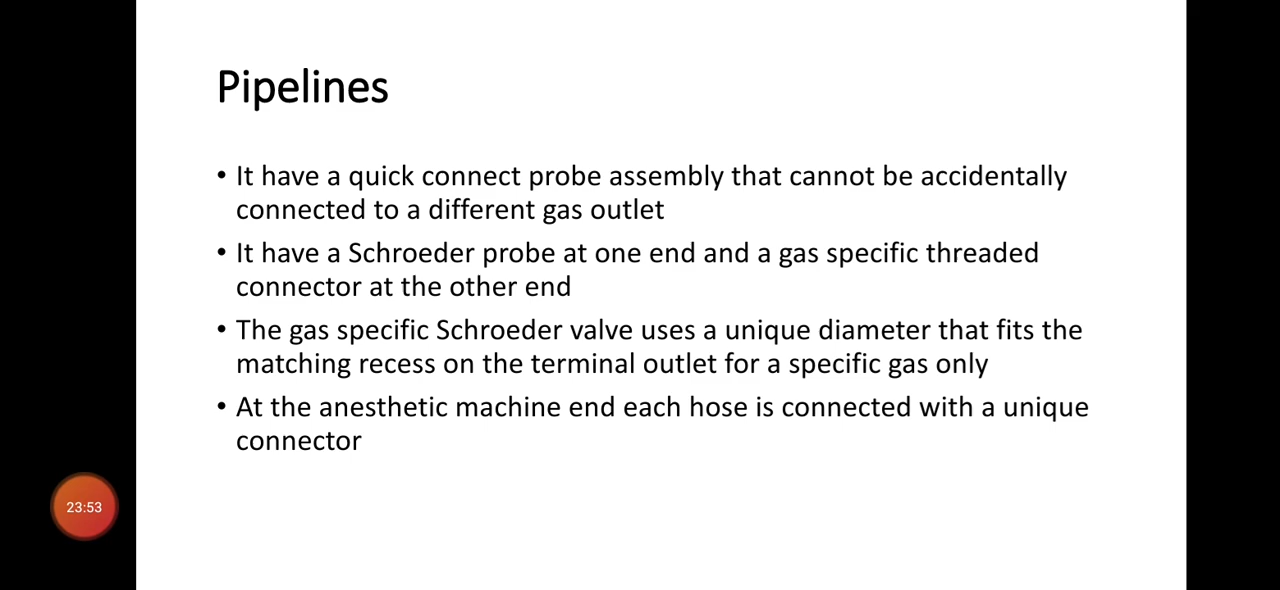 Pipelines
• It have a quick connect probe assembly that cannot be accidentally
connected to a different gas outlet
• It have a Schroeder probe at one end and a gas specific threaded
connector at the other end
• The gas specific Schroeder valve uses a unique diameter that fits the
matching recess on the terminal outlet for a specific gas only
• At the anesthetic machine end each hose is connected with a unique
connector
23:53